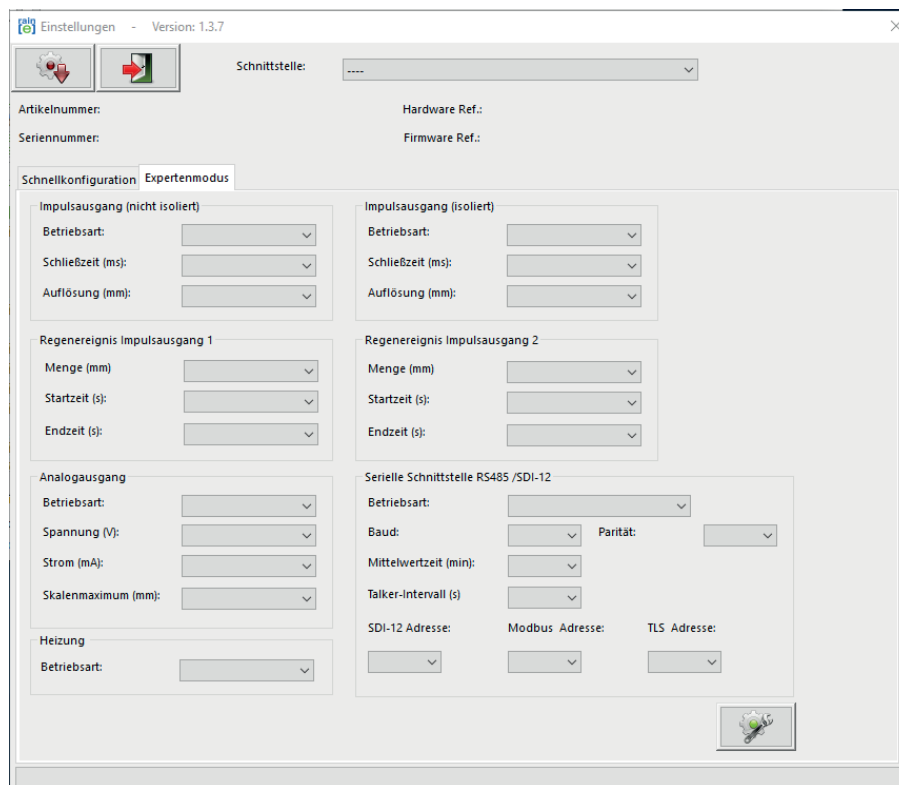 Einstellungen - Version: 1.3.7
Schnittstelle: ----
Artikelnummer: Hardware Ref.:
Seriennummer: Firmware Ref.:
Schnellkonfiguration Expertenmodus
Impulsausgang (nicht isoliert)
Betriebsart:
Schließzeit (ms):
Auflösung (mm):
Impulsausgang (isoliert)
Betriebsart:
Schließzeit (ms):
Auflösung (mm):
Regenereignis Impulsausgang 1
Menge (mm)
Startzeit (s):
Endzeit (s):
Regenereignis Impulsausgang 2
Menge (mm)
Startzeit (s):
Endzeit (s):
Analogausgang
Betriebsart:
Spannung (V):
Strom (mA):
Skalenmaximum (mm):
Heizung
Betriebsart:
Serielle Schnittstelle RS485 /SDI-12
Betriebsart:
Baud: Parität:
Mittelwertzeit (min):
Talker-Intervall (s)
SDI-12 Adresse: Modbus Adresse: TLS Adresse: